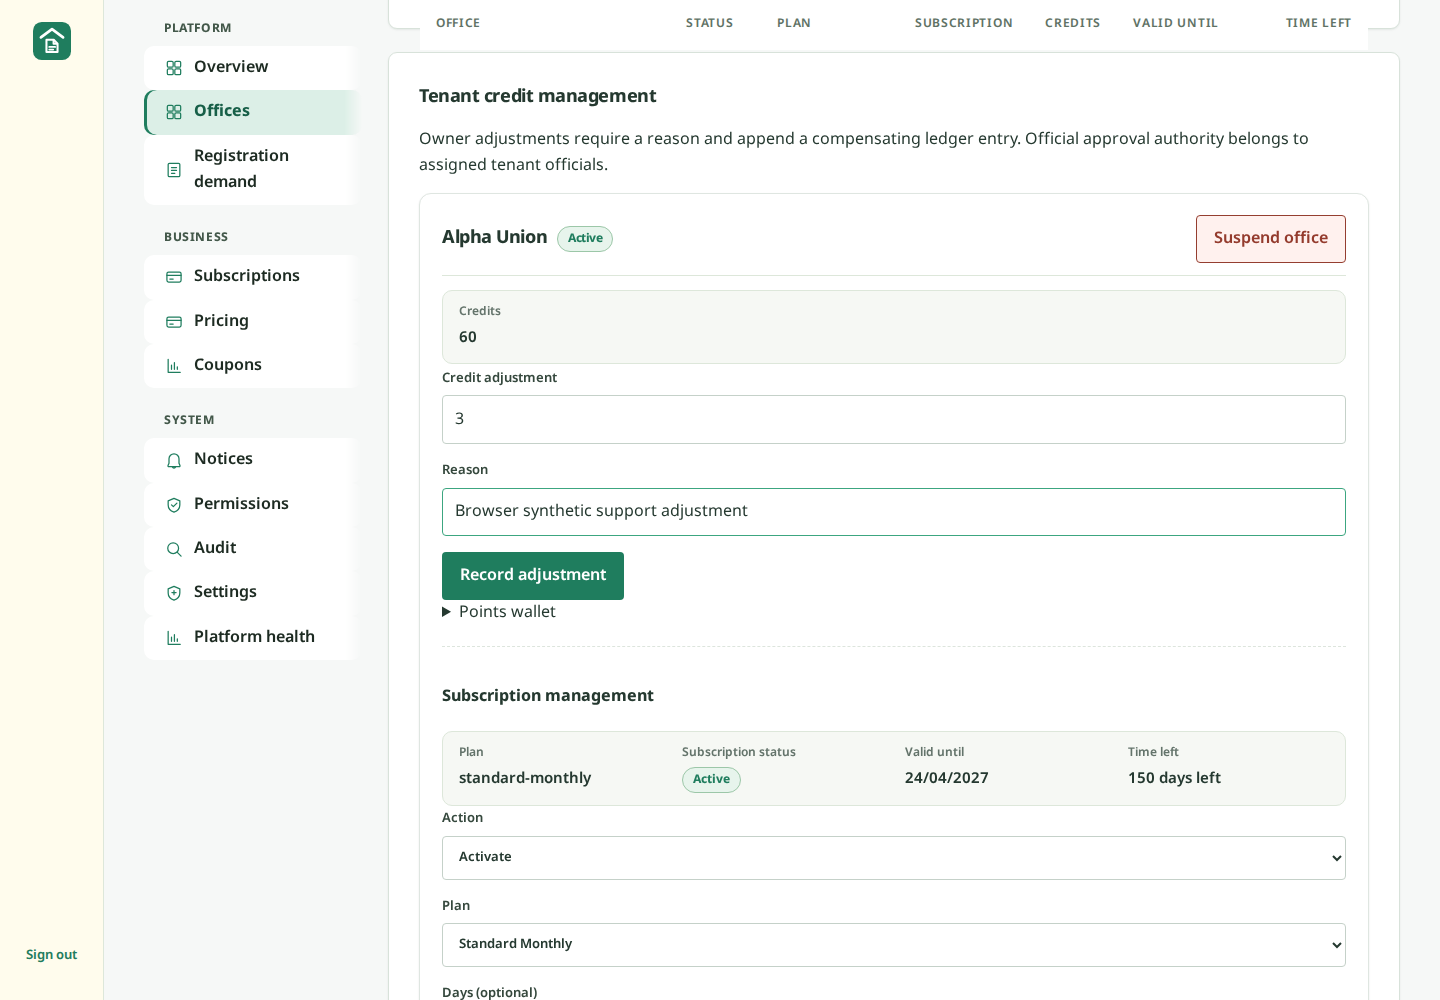 PLATFORM
Overview
Offices
Registration
demand
BUSINESS
Subscriptions
Pricing
Coupons
SYSTEM
Notices
Permissions
Audit
Settings
Platform health
Sign out
OFFICE STATUS PLAN SUBSCRIPTION CREDITS VALID UNTIL TIME LEFT
Tenant credit management
Owner adjustments require a reason and append a compensating ledger entry. Official approval authority belongs to
assigned tenant officials.
Alpha Union Active Suspend office
Credits
60
Credit adjustment
3
Reason
Browser synthetic support adjustment
Record adjustment
Points wallet
Subscription management
Plan Subscription status Valid until Time left
standard-monthly Active 24/04/2027 150 days left
Action
Activate
Plan
Standard Monthly
Days (optional)